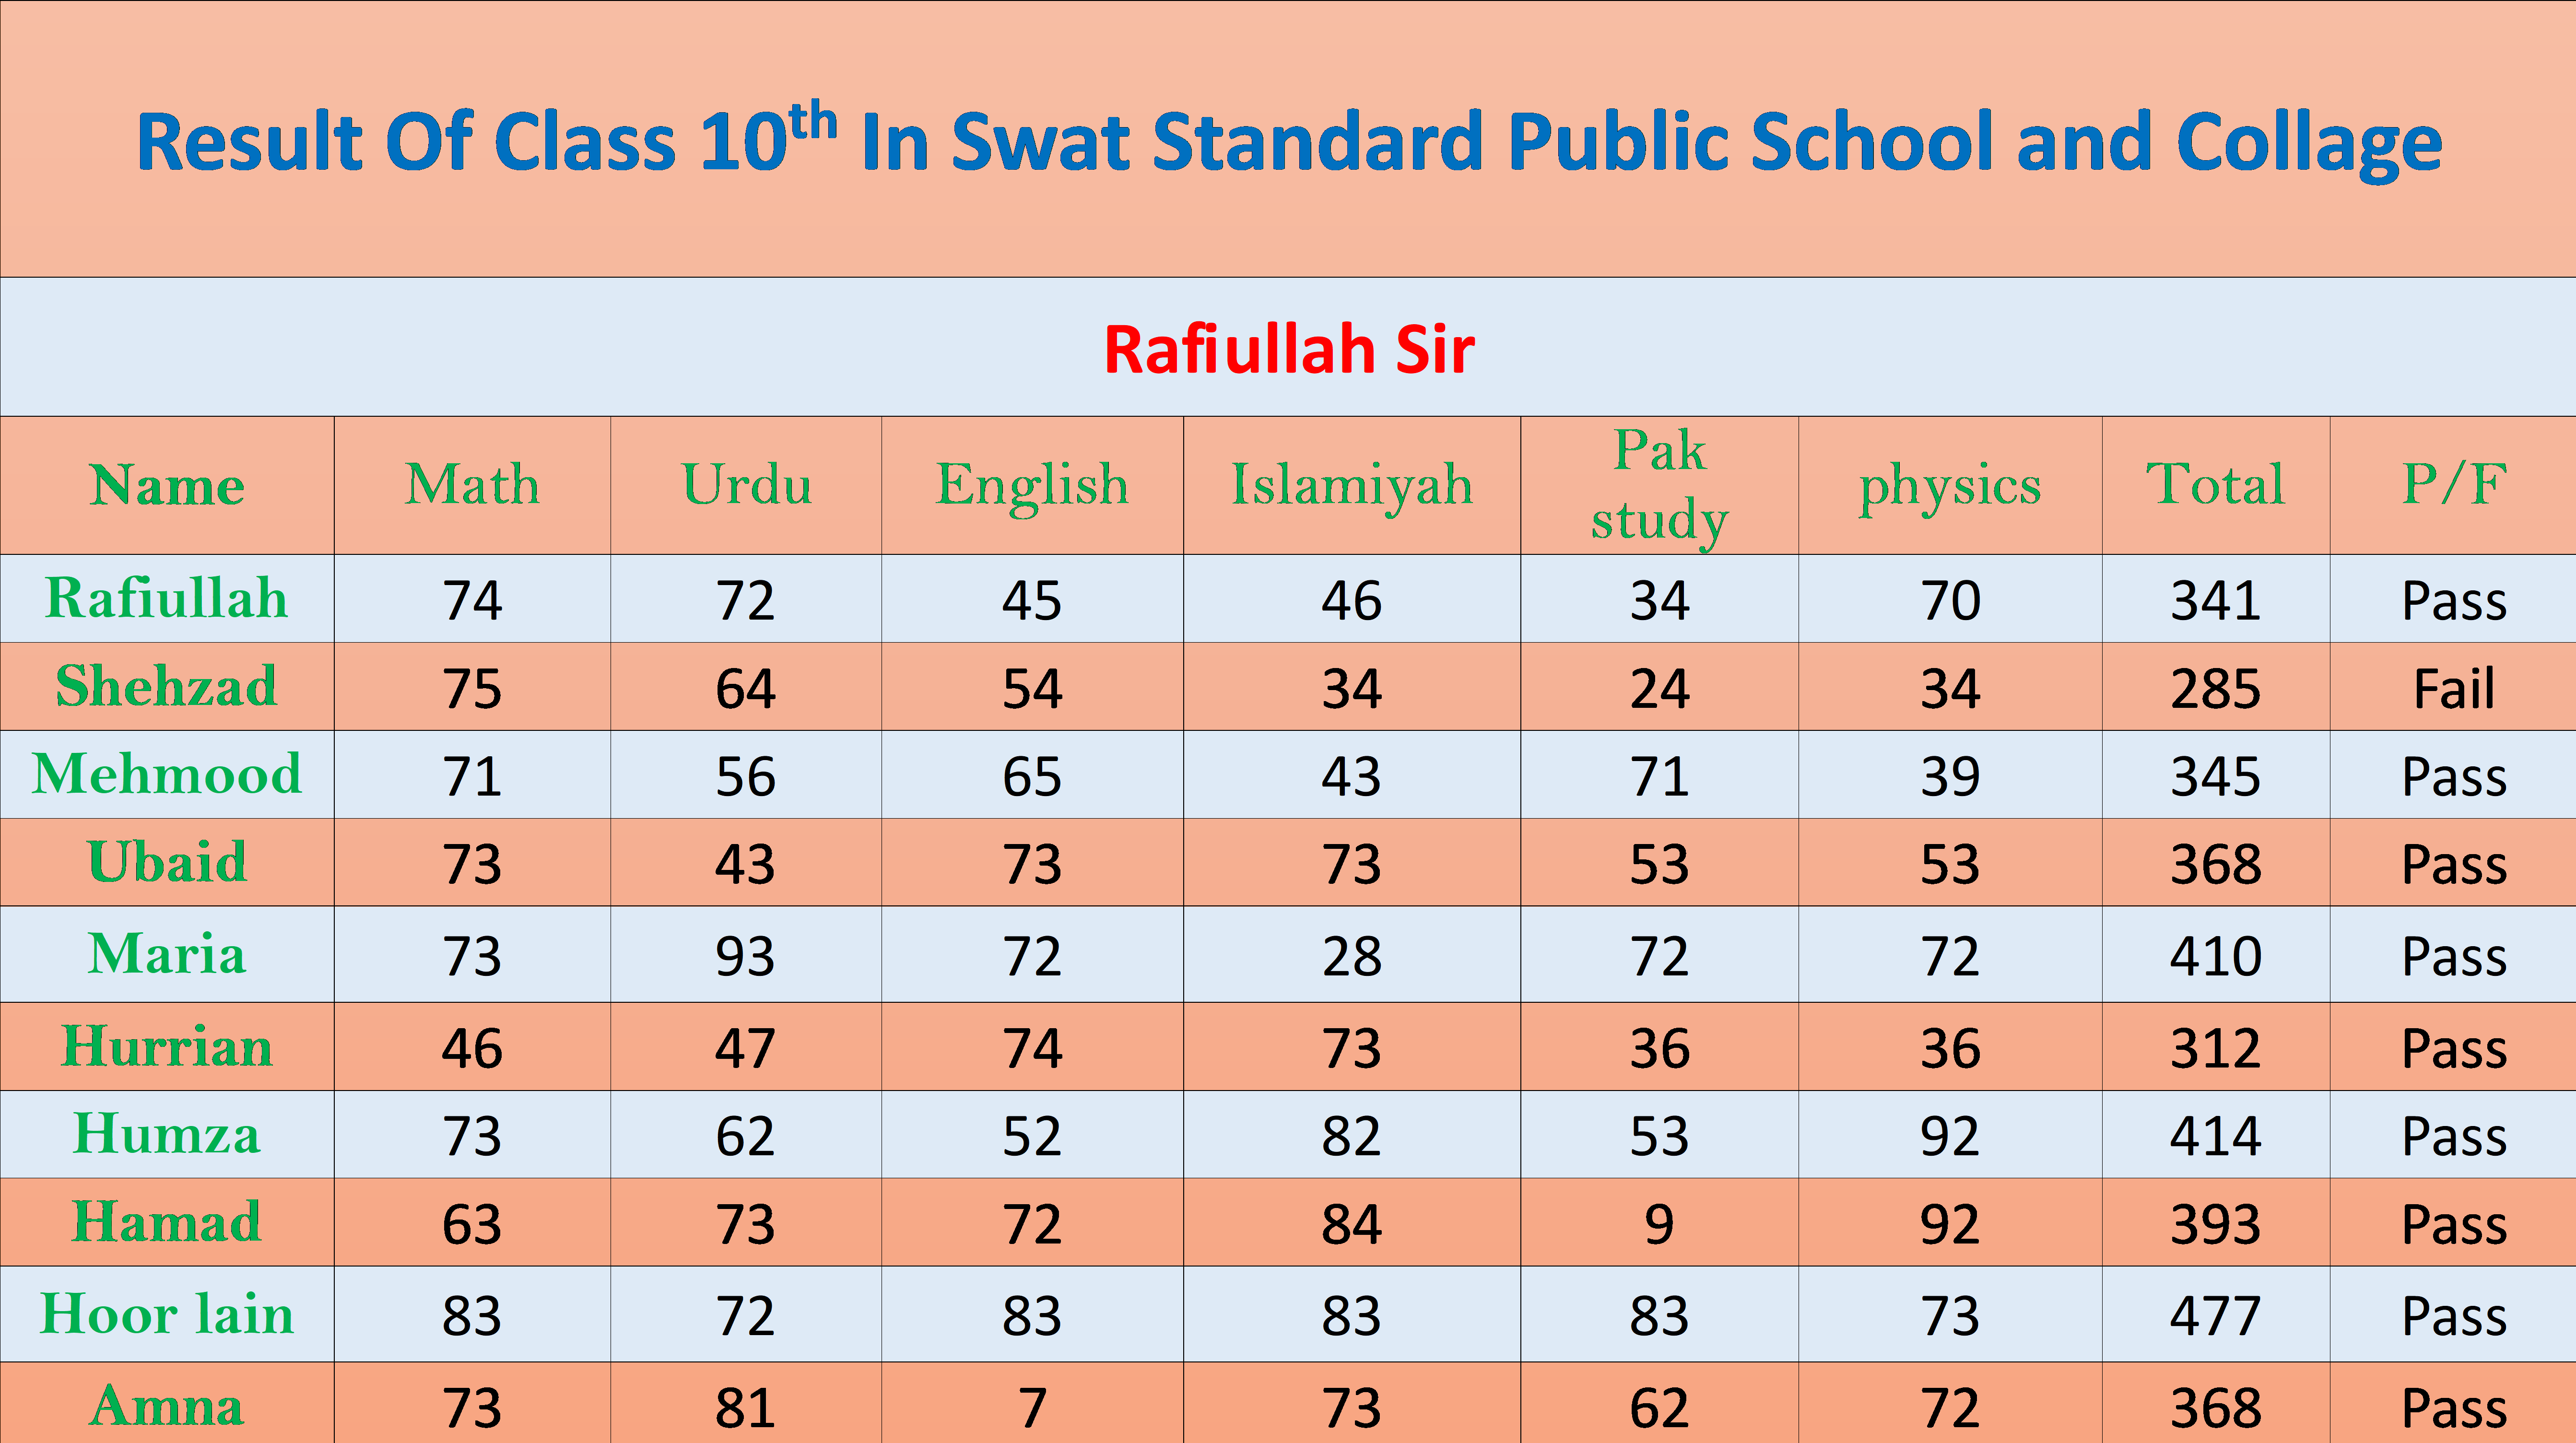 Result Of Class 10th In Swat Standard Public School and Collage
Rafiullah Sir
Name Math Urdu English Islamiyah Pak study physics Total P/F
Rafiullah 74 72 45 46 34 70 341 Pass
Shehzad 75 64 54 34 24 34 285 Fail
Mehmood 71 56 65 43 71 39 345 Pass
Ubaid 73 43 73 73 53 53 368 Pass
Maria 73 93 72 28 72 72 410 Pass
Hurrian 46 47 74 73 36 36 312 Pass
Humza 73 62 52 82 53 92 414 Pass
Hamad 63 73 72 84 9 92 393 Pass
Hoor lain 83 72 83 83 83 73 477 Pass
Amna 73 81 7 73 62 72 368 Pass